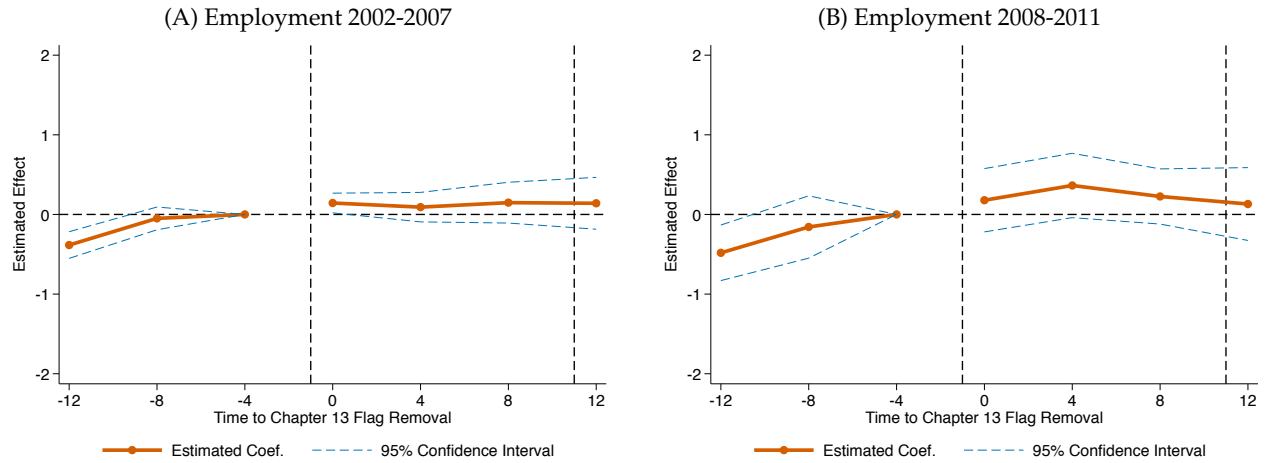 (A) Employment 2002-2007
2
1
0
-1
-2
Estimated Effect
-12 -8 -4 0 4 8 12
Time to Chapter 13 Flag Removal
Estimated Coef. 95% Confidence Interval
(B) Employment 2008-2011
2
1
0
-1
-2
Estimated Effect
-12 -8 -4 0 4 8 12
Time to Chapter 13 Flag Removal
Estimated Coef. 95% Confidence Interval